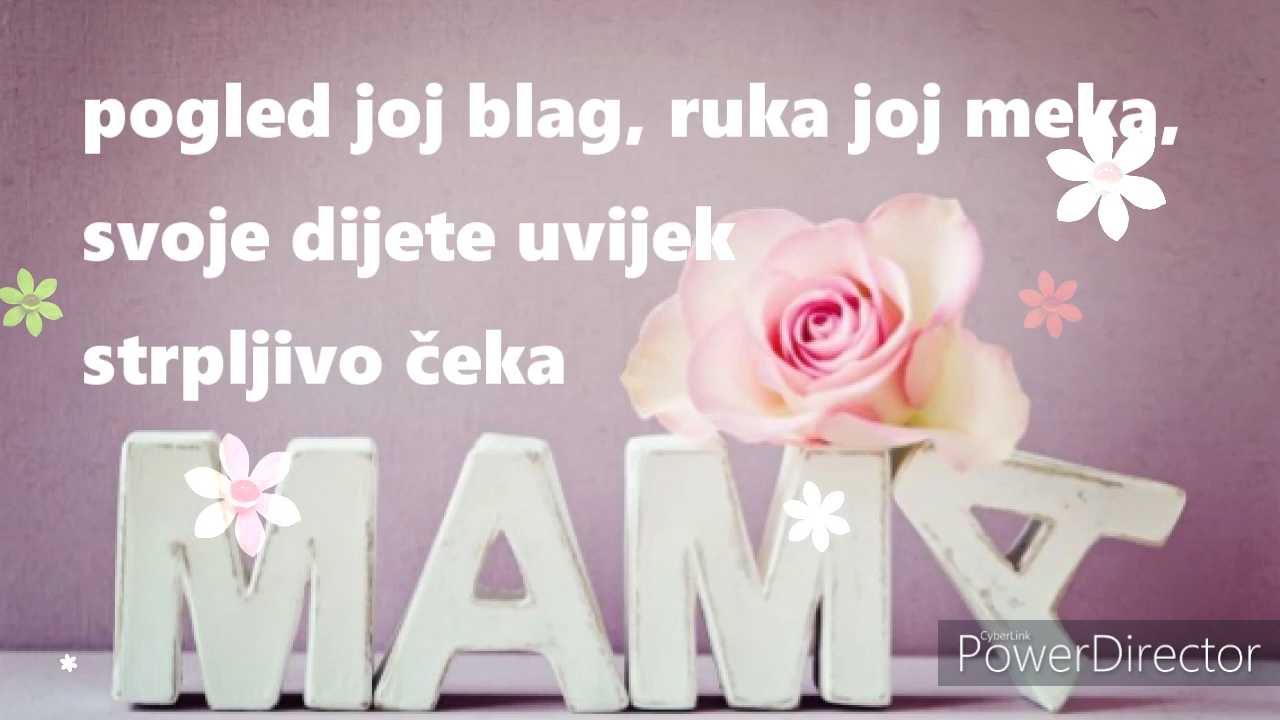 pogled joj blag, ruka joj meka,
svoje dijete uvijek
strpljivo čeka
MAMA
CyberLink
PowerDirector